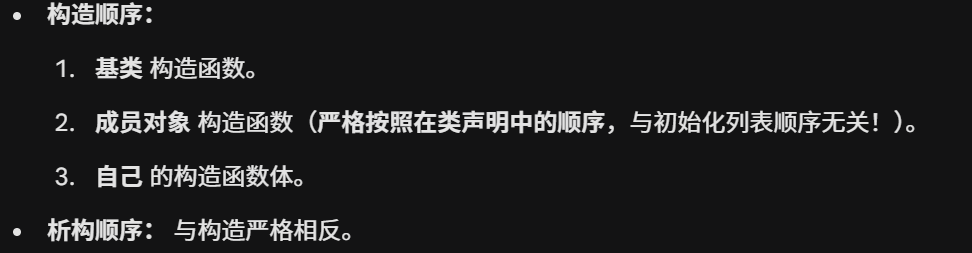 • 构造顺序：
1. 基类 构造函数。
2. 成员对象 构造函数（严格按照在类声明中的顺序，与初始化列表顺序无关！）。
3. 自己 的构造函数体。
• 析构顺序： 与构造严格相反。